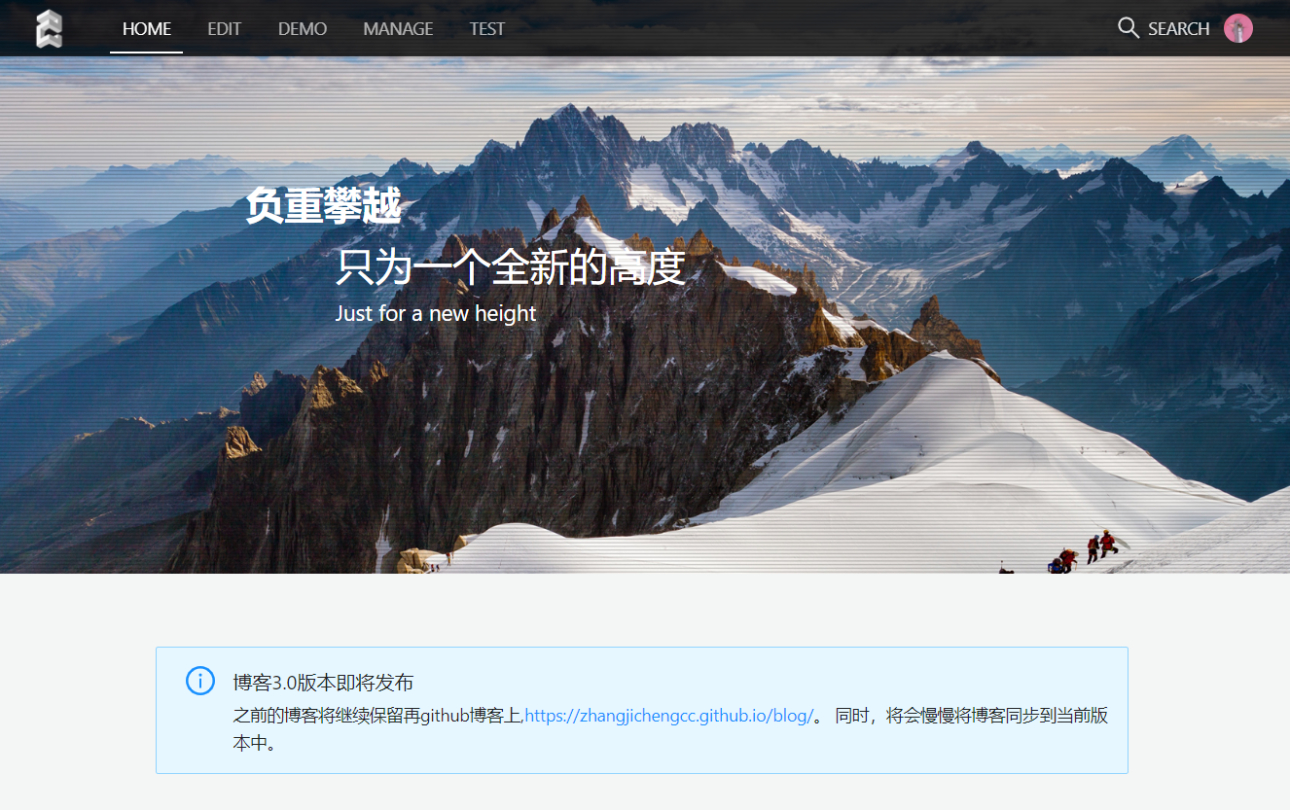 HOME EDIT DEMO MANAGE TEST SEARCH
负重攀越
只为一个全新的高度
Just for a new height
博客3.0版本即将发布
之前的博客将继续保留再github博客上,https://zhangjichengcc.github.io/blog/。 同时，将会慢慢将博客同步到当前版
本中。